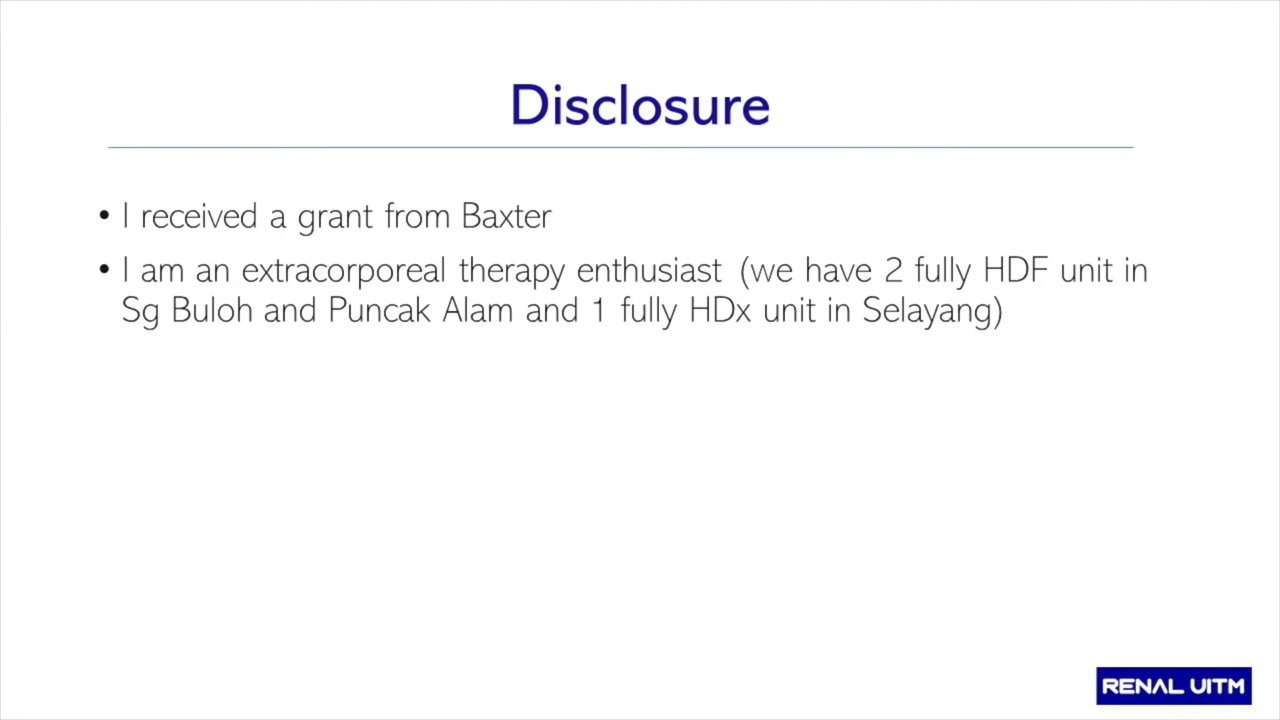 Disclosure
• I received a grant from Baxter
• I am an extracorporeal therapy enthusiast (we have 2 fully HDF unit in
Sg Buloh and Puncak Alam and 1 fully HDx unit in Selayang)
RENAL UITM